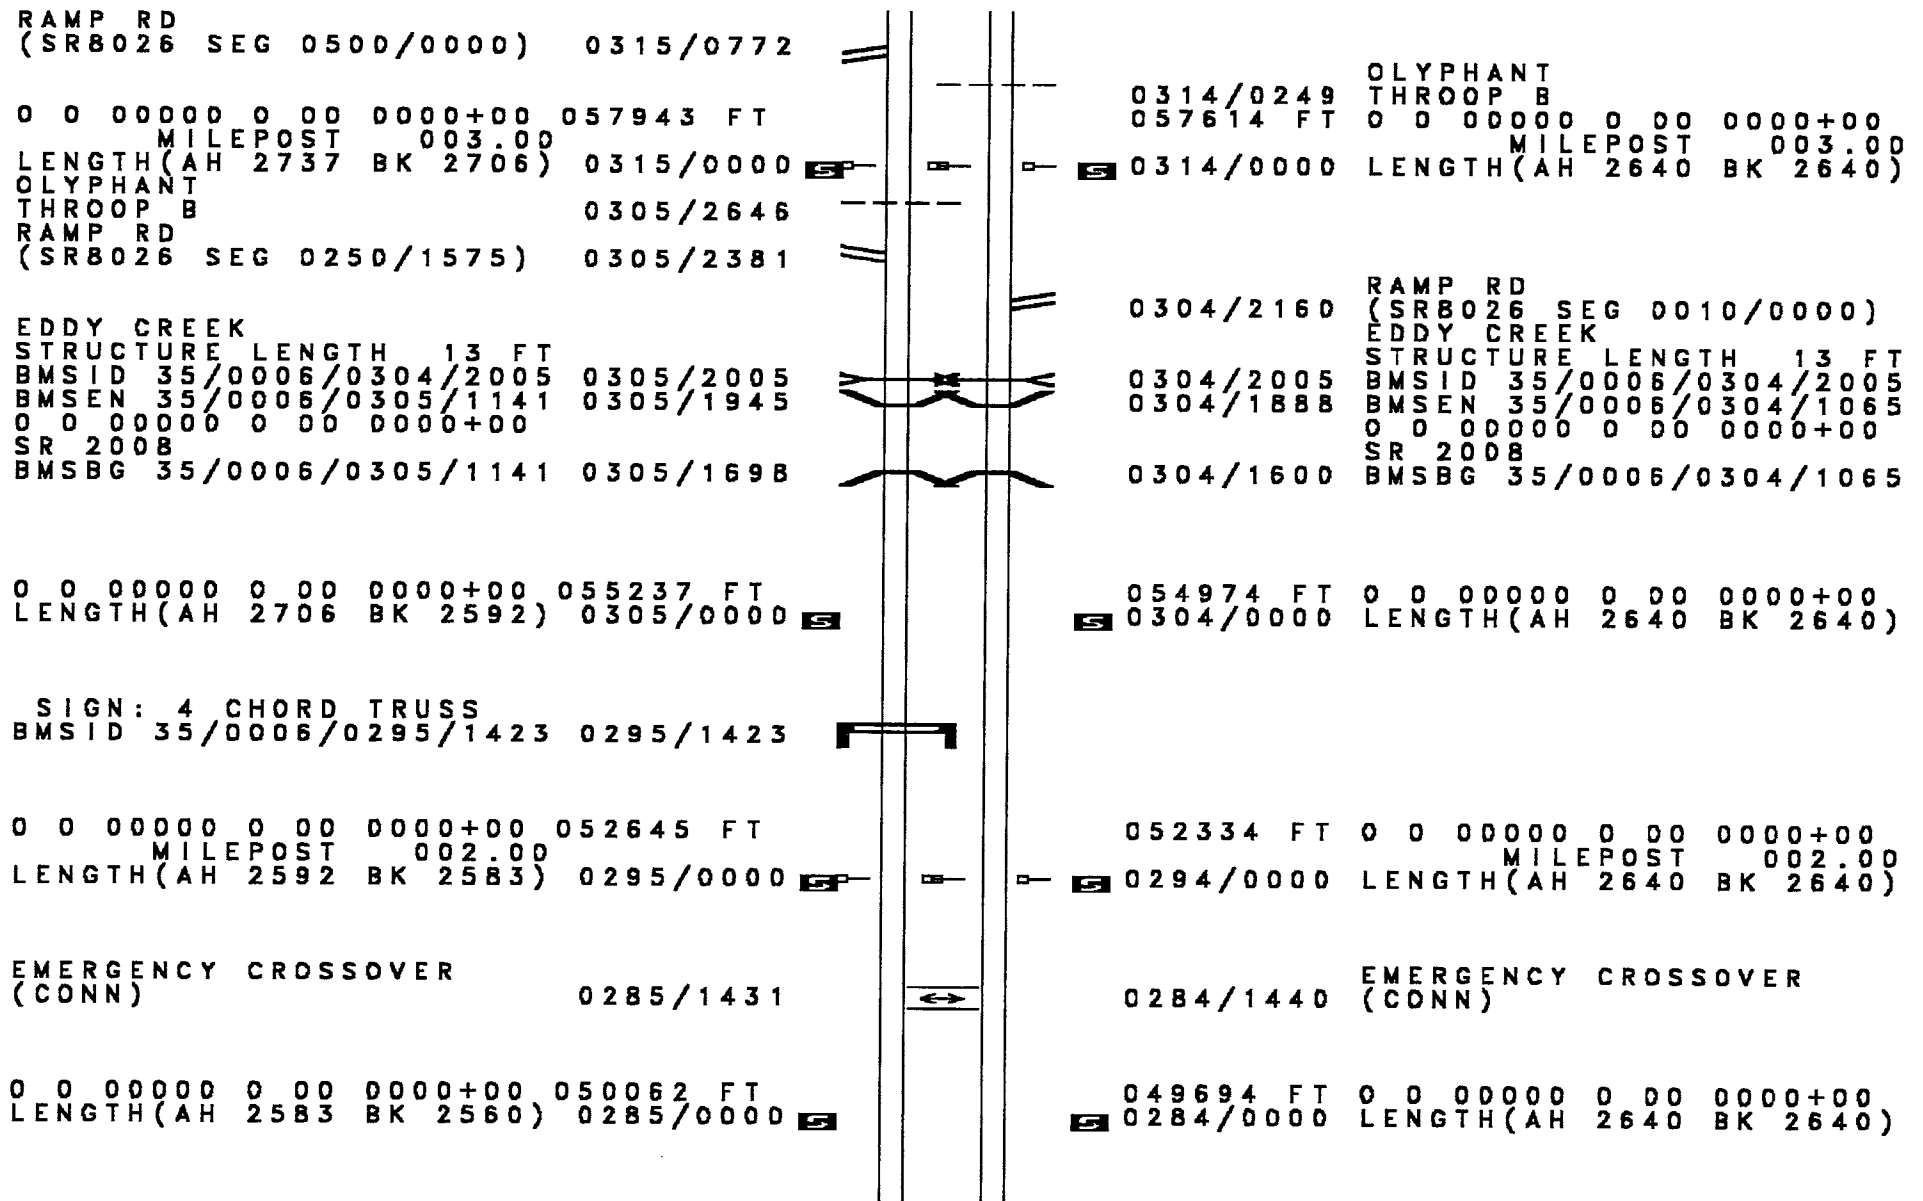 RAMP RD
(SR8026 SEG 0500/0000) 0315/0772
0 0 00000 0 00 0000+00 057943 FT
MILEPOST 003.00
LENGTH(AH 2737 BK 2706) 0315/0000 S
OLYPHANT
THROOP B 0305/2646
RAMP RD
(SR8026 SEG 0250/1575) 0305/2381
EDDY CREEK
STRUCTURE LENGTH 13 FT
BMSID 35/0006/0304/2005 0305/2005
BMSEN 35/0006/0305/1141 0305/1945
0 0 00000 0 00 0000+00
SR 2008
BMSBG 35/0006/0305/1141 0305/1698
0 0 00000 0 00 0000+00 055237 FT
LENGTH(AH 2706 BK 2592) 0305/0000 S
SIGN: 4 CHORD TRUSS
BMSID 35/0006/0295/1423 0295/1423
0 0 00000 0 00 0000+00 052645 FT
MILEPOST 002.00
LENGTH(AH 2592 BK 2583) 0295/0000 S
EMERGENCY CROSSOVER
(CONN) 0285/1431
0 0 00000 0 00 0000+00 050062 FT
LENGTH(AH 2583 BK 2560) 0285/0000 S
OLYPHANT
0314/0249 THROOP B
057614 FT 0 0 00000 0 00 0000+00
MILEPOST 003.00
S 0314/0000 LENGTH(AH 2640 BK 2640)
RAMP RD
0304/2160 (SR8026 SEG 0010/0000)
EDDY CREEK
STRUCTURE LENGTH 13 FT
0304/2005 BMSID 35/0006/0304/2005
0304/1888 BMSEN 35/0006/0304/1065
0 0 00000 0 00 0000+00
SR 2008
0304/1600 BMSBG 35/0006/0304/1065
054974 FT 0 0 00000 0 00 0000+00
S 0304/0000 LENGTH(AH 2640 BK 2640)
052334 FT 0 0 00000 0 00 0000+00
MILEPOST 002.00
S 0294/0000 LENGTH(AH 2640 BK 2640)
EMERGENCY CROSSOVER
0284/1440 (CONN)
049694 FT 0 0 00000 0 00 0000+00
S 0284/0000 LENGTH(AH 2640 BK 2640)